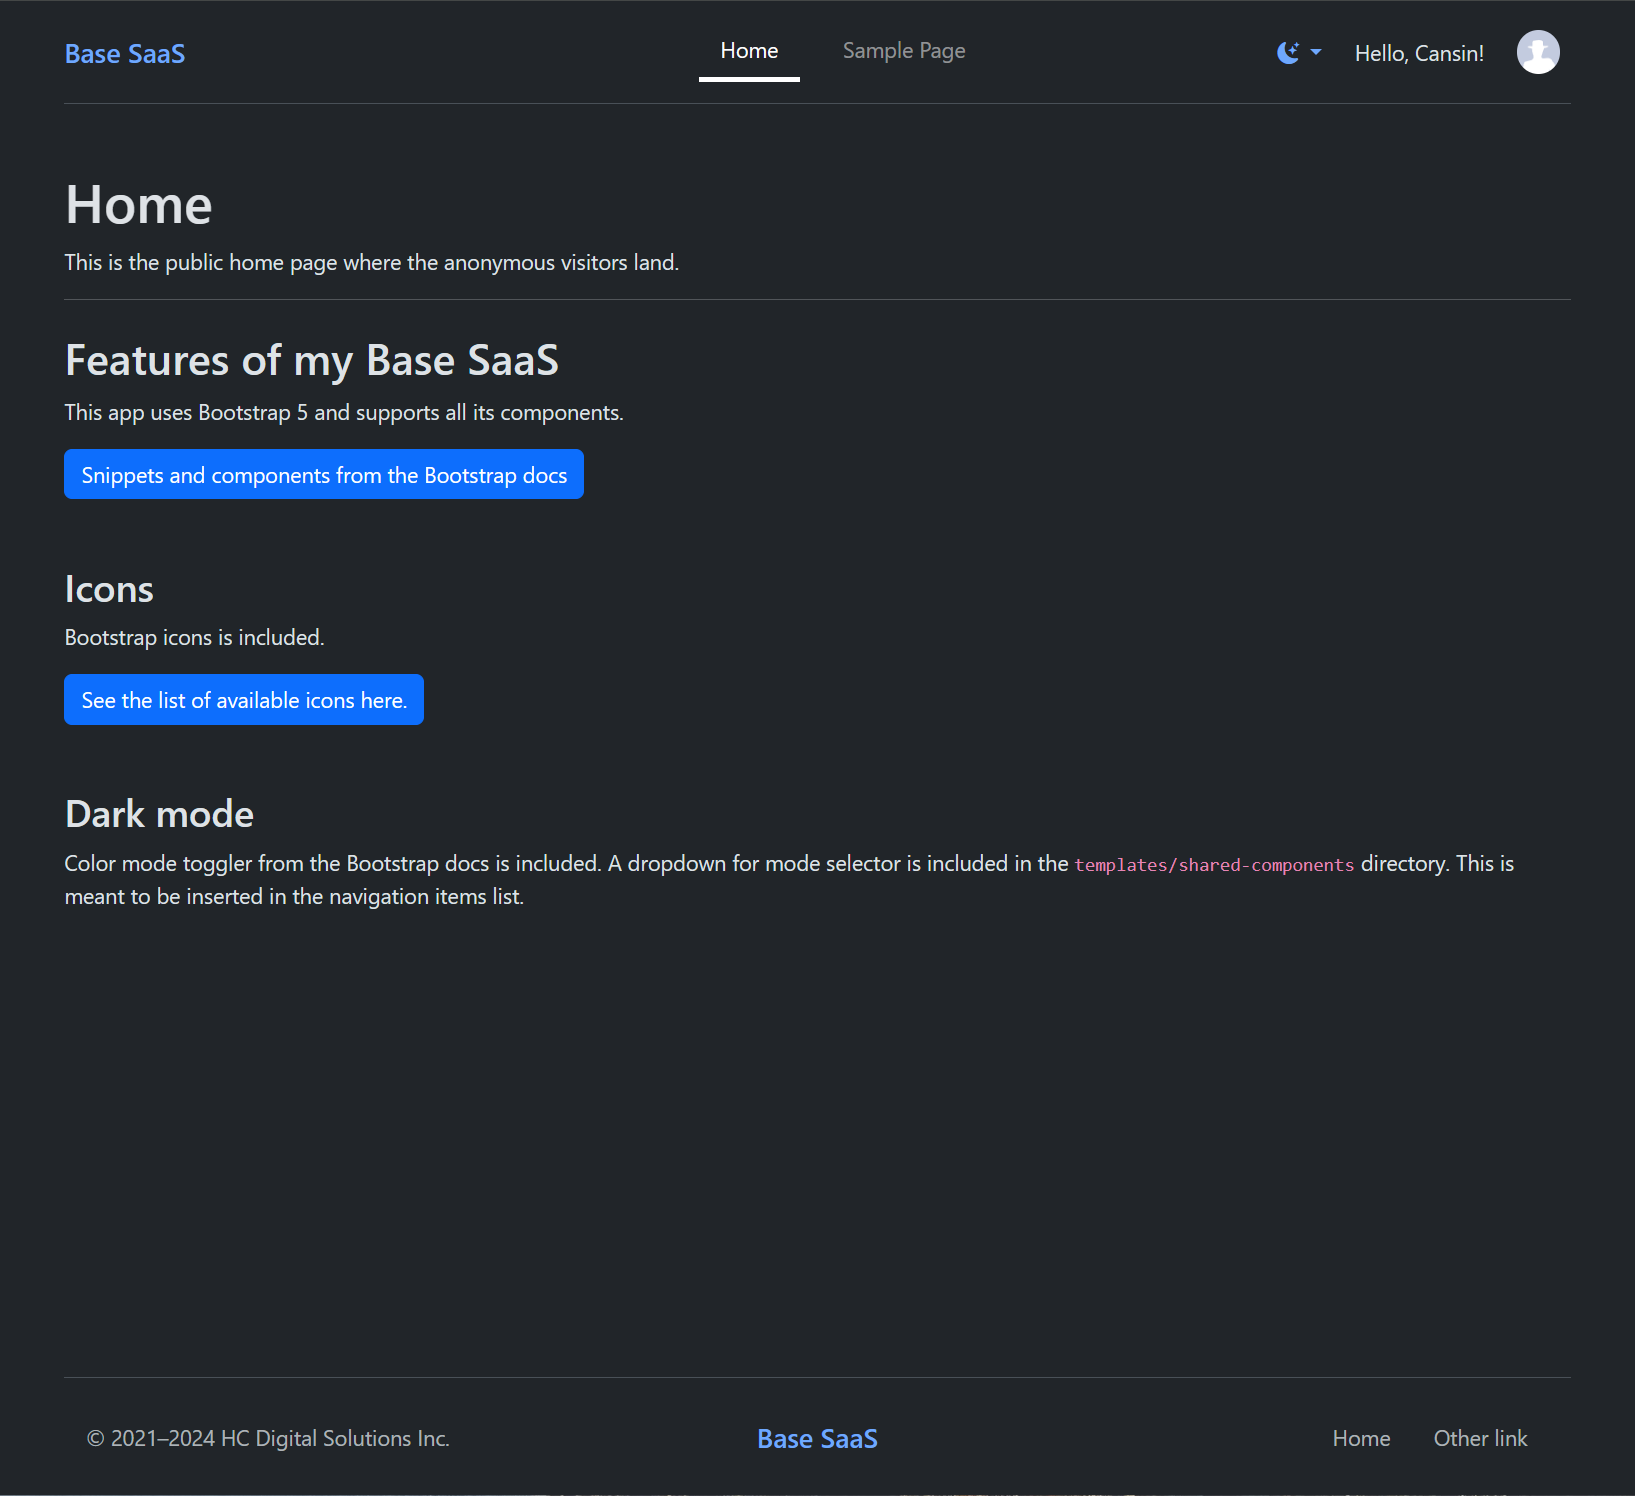 Base SaaS
Home
Sample Page
Hello, Cansin!
Home
This is the public home page where the anonymous visitors land.
Features of my Base SaaS
This app uses Bootstrap 5 and supports all its components.
Snippets and components from the Bootstrap docs
Icons
Bootstrap icons is included.
See the list of available icons here.
Dark mode
Color mode toggler from the Bootstrap docs is included. A dropdown for mode selector is included in the templates/shared-components directory. This is
meant to be inserted in the navigation items list.
© 2021–2024 HC Digital Solutions Inc.
Base SaaS
Home
Other link